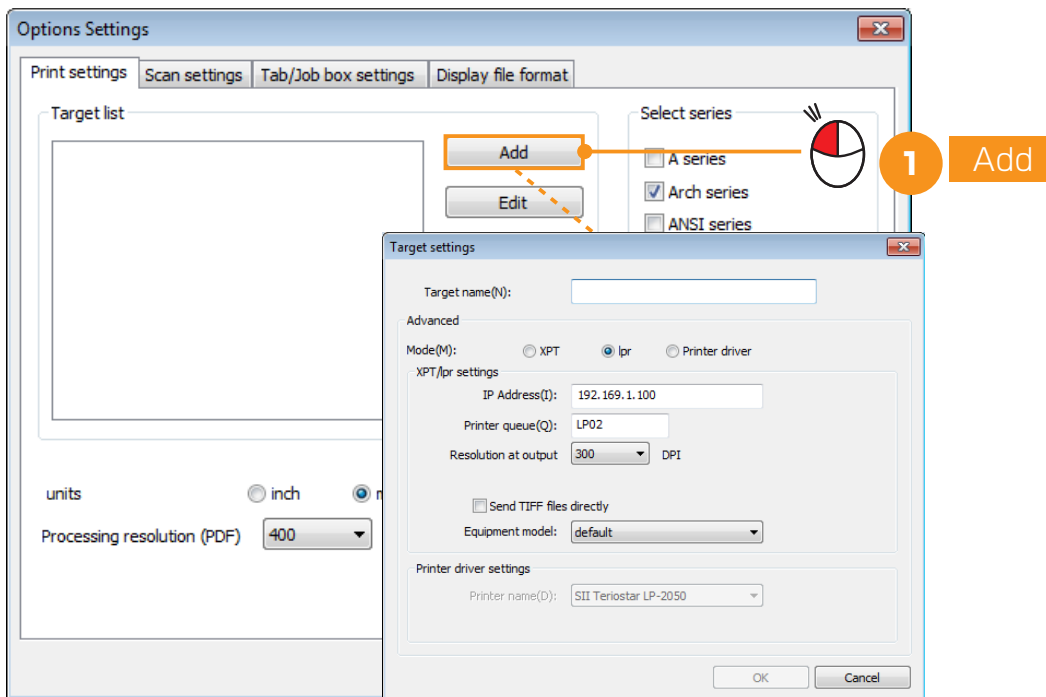 Options Settings
Print settings
Scan settings
Tab/Job box settings
Display file format
Target list
Add
Edit
Select series
A series
Arch series
ANSI series
1
Add
units
inch
Processing resolution (PDF)
400
Target settings
Target name(N):
Advanced
Mode(M):
XPT
lpr
Printer driver
XPT/lpr settings
IP Address(I):
192.169.1.100
Printer queue(Q):
LP02
Resolution at output
300
DPI
Send TIFF files directly
Equipment model:
default
Printer driver settings
Printer name(D):
SII Teriostar LP-2050
OK
Cancel